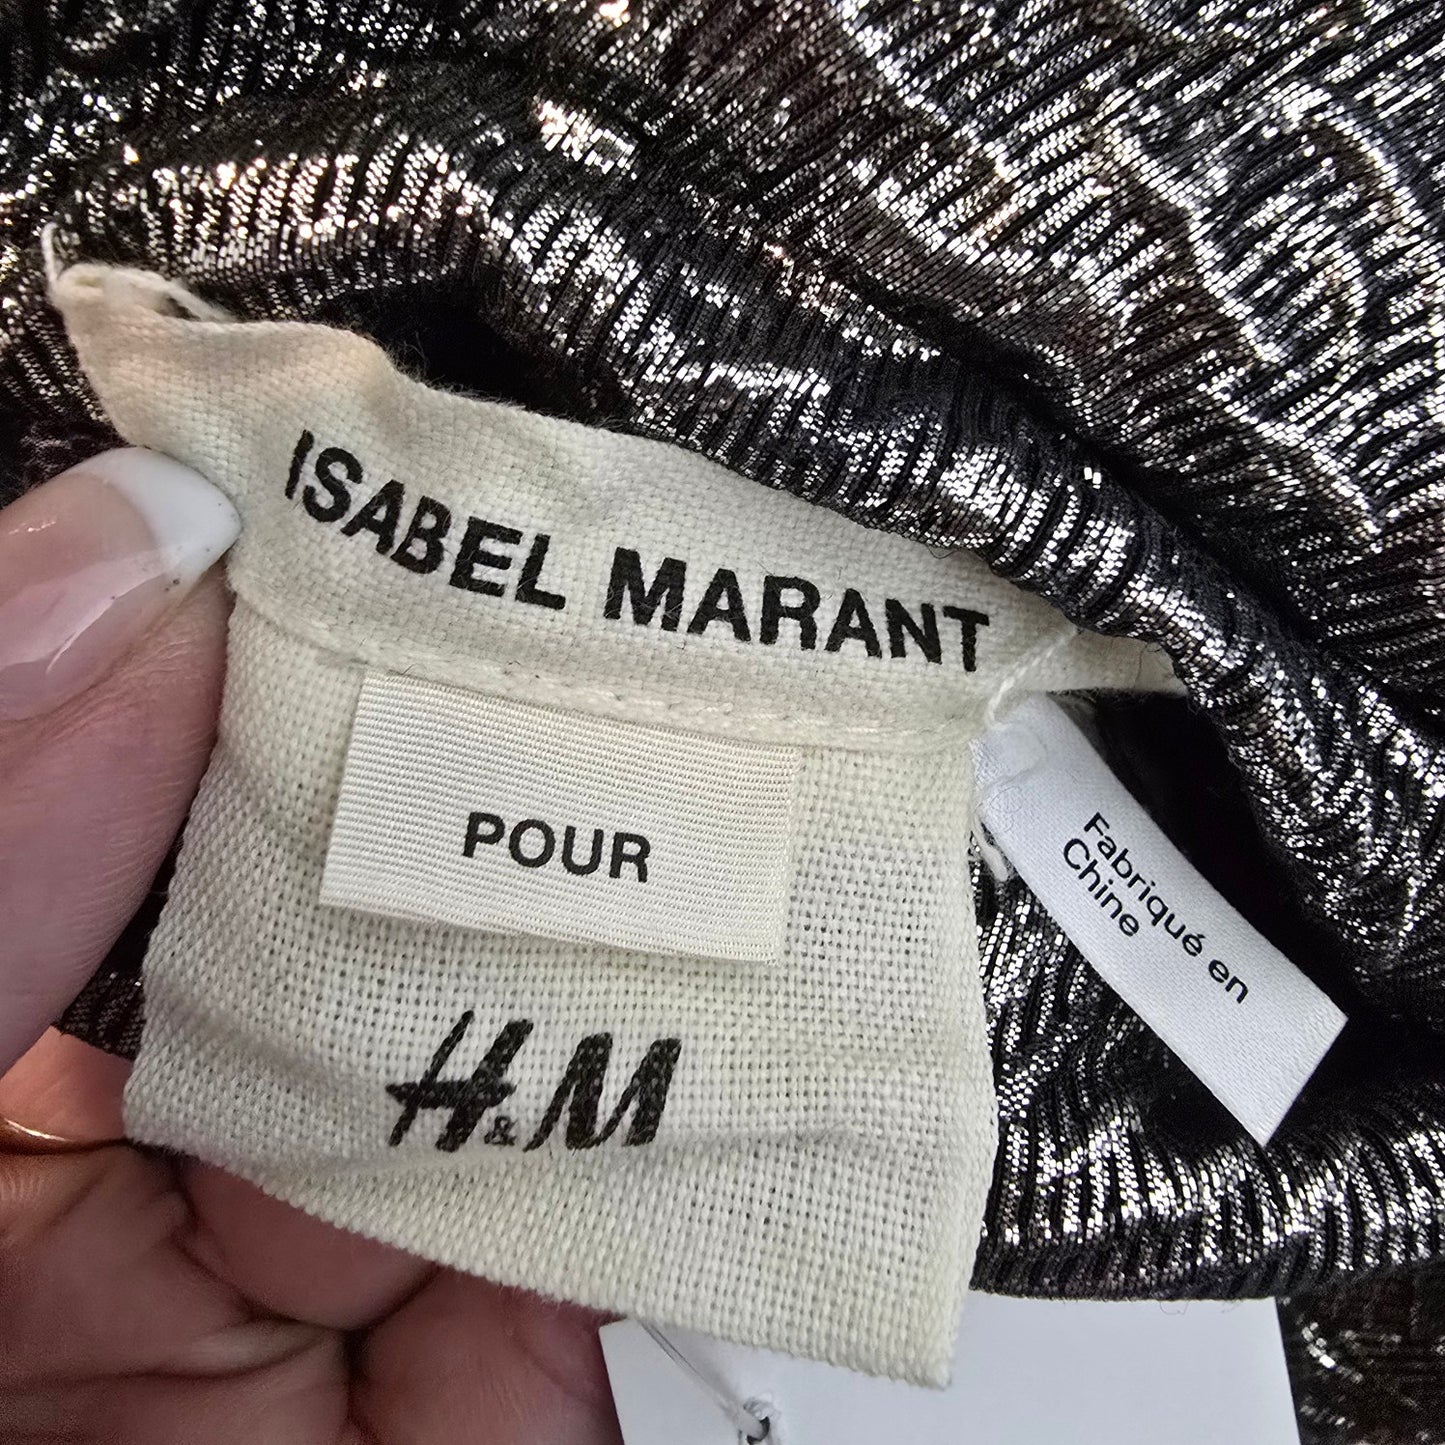 ISABEL MARANT
POUR
H&M
Fabriqué en
Chine